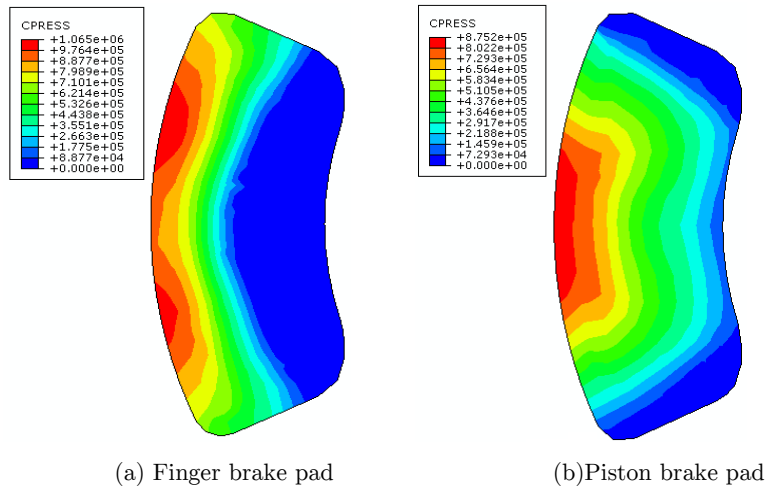 CPRESS
+1.065e+06
+9.764e+05
+8.877e+05
+7.989e+05
+7.101e+05
+6.214e+05
+5.326e+05
+4.438e+05
+3.551e+05
+2.663e+05
+1.775e+05
+8.877e+04
+0.000e+00
CPRESS
+8.752e+05
+8.022e+05
+7.293e+05
+6.564e+05
+5.834e+05
+5.105e+05
+4.376e+05
+3.646e+05
+2.917e+05
+2.188e+05
+1.459e+05
+7.293e+04
+0.000e+00
(a) Finger brake pad
(b)Piston brake pad